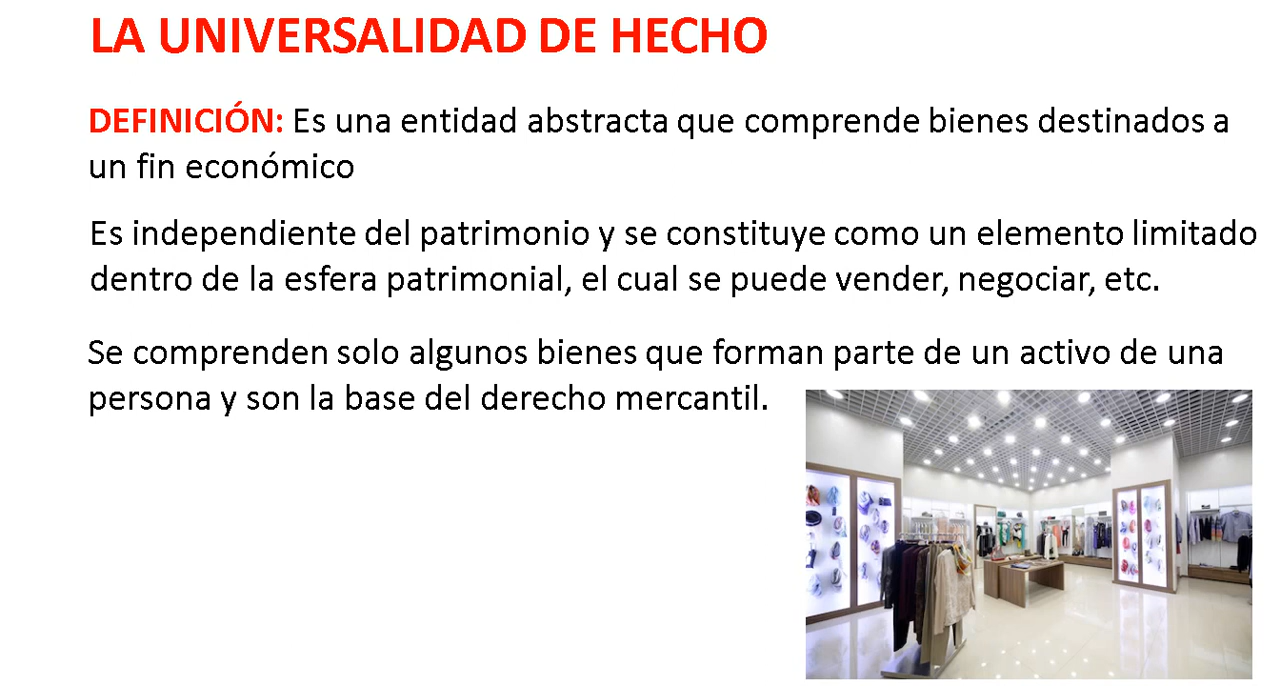 LA UNIVERSALIDAD DE HECHO
DEFINICIÓN: Es una entidad abstracta que comprende bienes destinados a
un fin económico
Es independiente del patrimonio y se constituye como un elemento limitado
dentro de la esfera patrimonial, el cual se puede vender, negociar, etc.
Se comprenden solo algunos bienes que forman parte de un activo de una
persona y son la base del derecho mercantil.